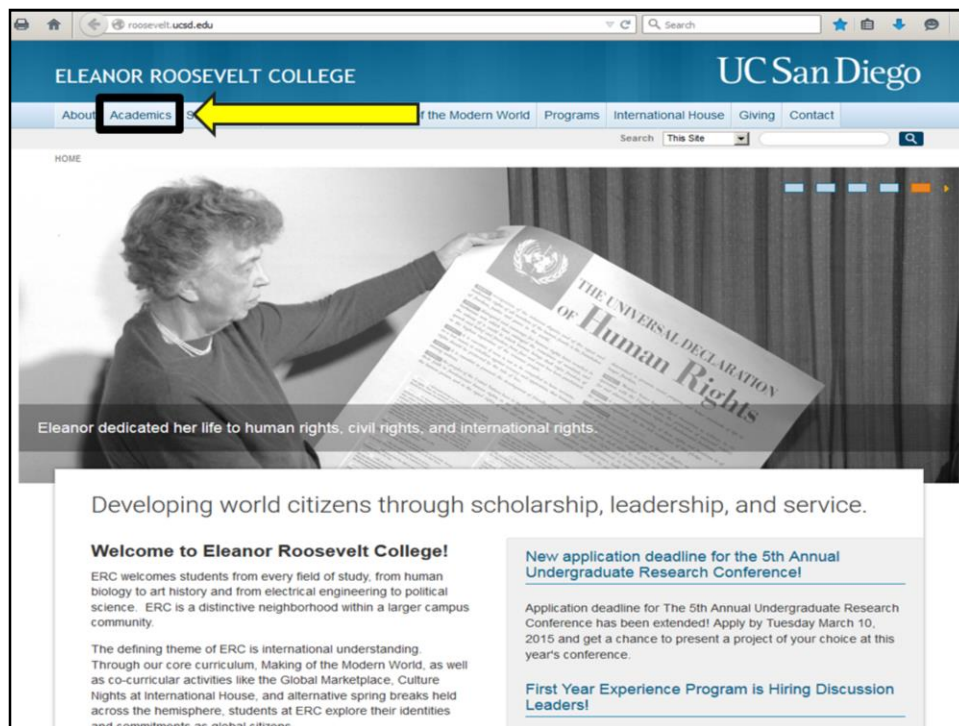 roosevelt.ucsd.edu
Search
ELEANOR ROOSEVELT COLLEGE
UC San Diego
About Academics S f the Modern World Programs International House Giving Contact
Search This Site
HOME
THE UNIVERSAL DECLARATION
OF Human Rights
Eleanor dedicated her life to human rights, civil rights, and international rights.
Developing world citizens through scholarship, leadership, and service.
Welcome to Eleanor Roosevelt College!
ERC welcomes students from every field of study, from human
biology to art history and from electrical engineering to political
science. ERC is a distinctive neighborhood within a larger campus
community.
The defining theme of ERC is international understanding.
Through our core curriculum, Making of the Modern World, as well
as co-curricular activities like the Global Marketplace, Culture
Nights at International House, and alternative spring breaks held
across the hemisphere, students at ERC explore their identities
and commitments as global citizens.
New application deadline for the 5th Annual
Undergraduate Research Conference!
Application deadline for The 5th Annual Undergraduate Research
Conference has been extended! Apply by Tuesday March 10,
2015 and get a chance to present a project of your choice at this
year's conference.
First Year Experience Program is Hiring Discussion
Leaders!